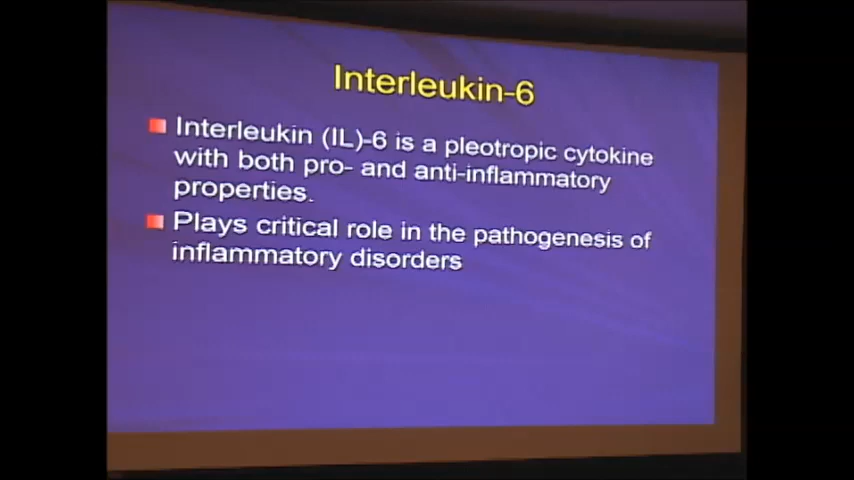 Interleukin-6
Interleukin (IL)-6 is a pleotropic cytokine
with both pro- and anti-inflammatory
properties.
Plays critical role in the pathogenesis of
inflammatory disorders